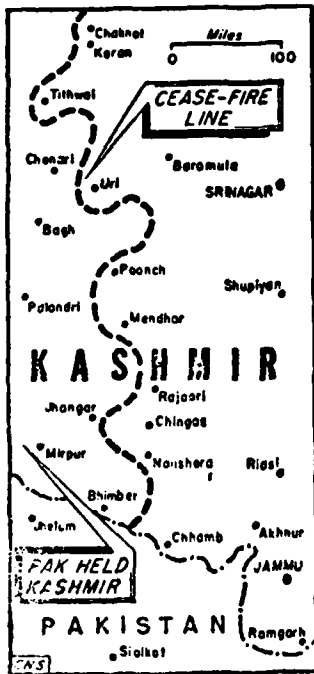 Chaknot
Keran
Miles
0 100
Tithwal
CEASE-FIRE
LINE
Chenari
Baramula
Uri
SRINAGAR
Bagh
Poonch
Shupiyan
Palandri
Mendhar
KASHMIR
Rajaori
Jhangar
Chingas
Mirpur
Naushera
Riasi
Bhimber
Jhelum
Akhnur
Chhamb
PAK HELD
KASHMIR
JAMMU
PAKISTAN
Ramgarh
Sialkot